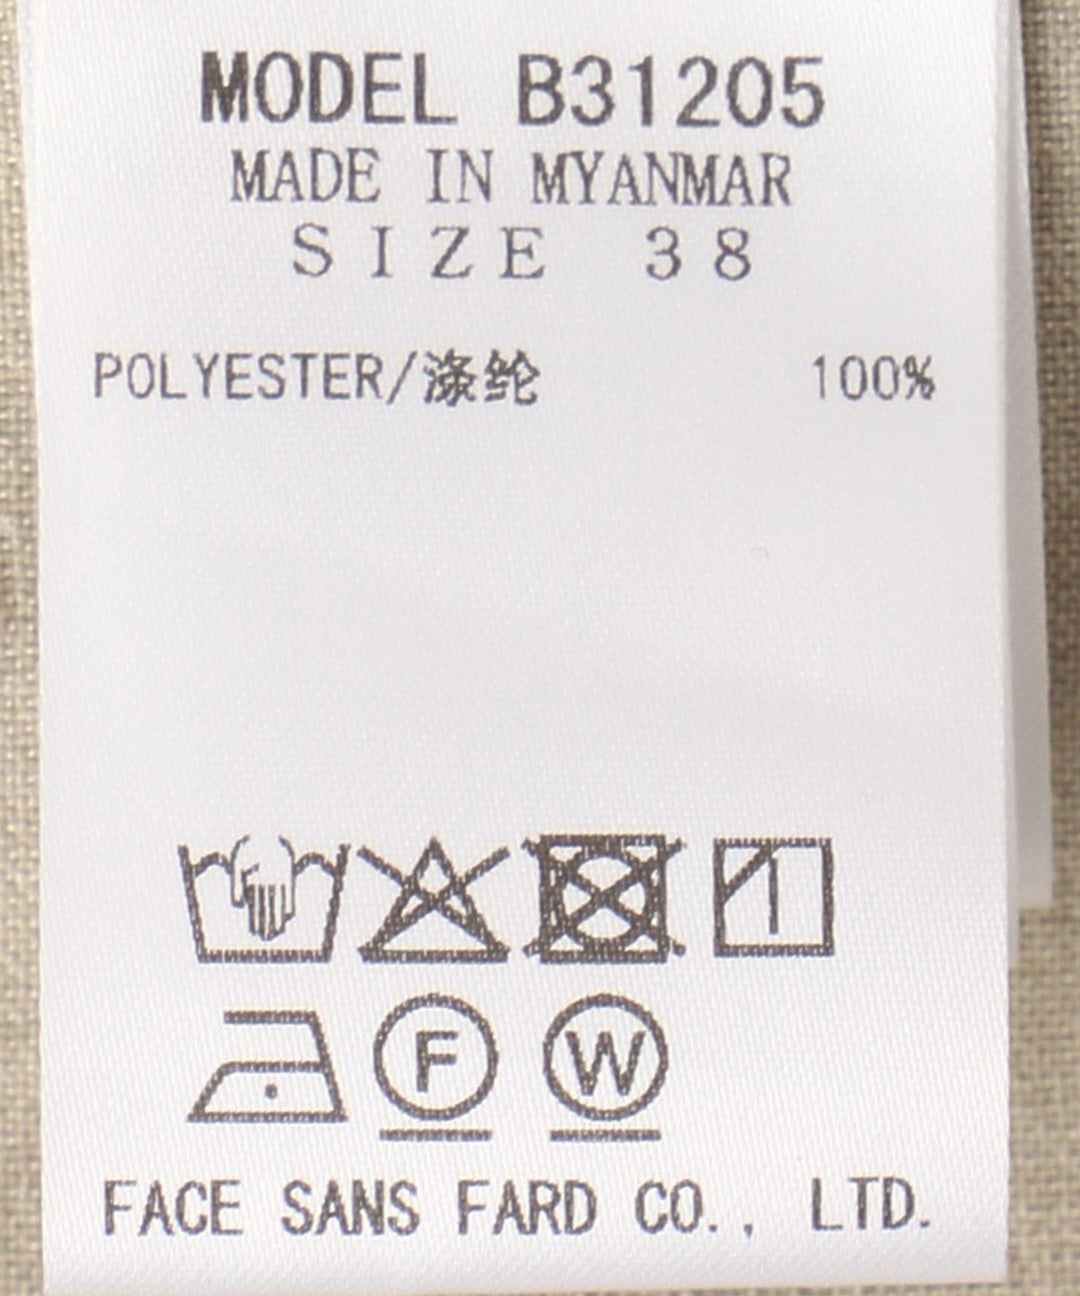 MODEL B31205
MADE IN MYANMAR
SIZE 38
POLYESTER/涤纶 100%
F W
FACE SANS FARD CO., LTD.